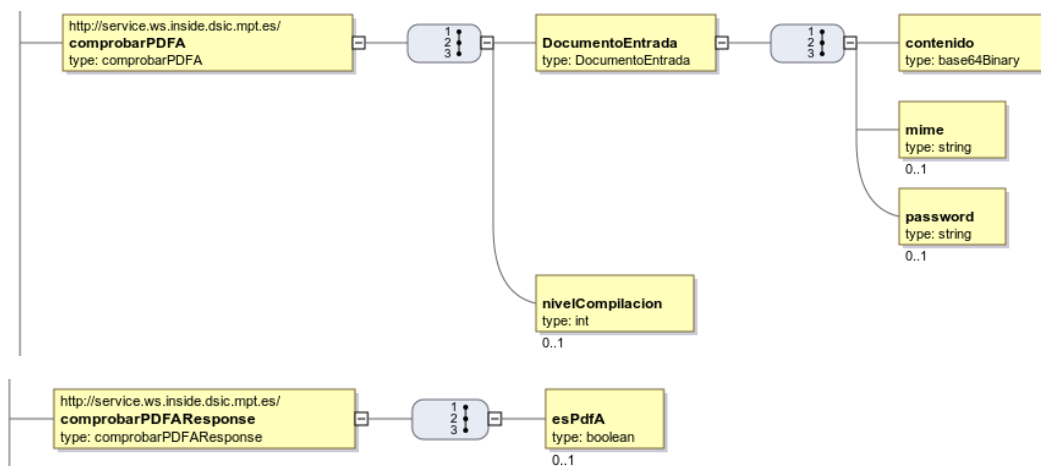 http://service.ws.inside.dsic.mpt.es/
comprobarPDFA
type: comprobarPDFA
1
2
3
DocumentoEntrada
type: DocumentoEntrada
1
2
3
contenido
type: base64Binary
mime
type: string
0..1
password
type: string
0..1
nivelCompilacion
type: int
0..1
http://service.ws.inside.dsic.mpt.es/
comprobarPDFAResponse
type: comprobarPDFAResponse
1
2
3
esPdfA
type: boolean
0..1